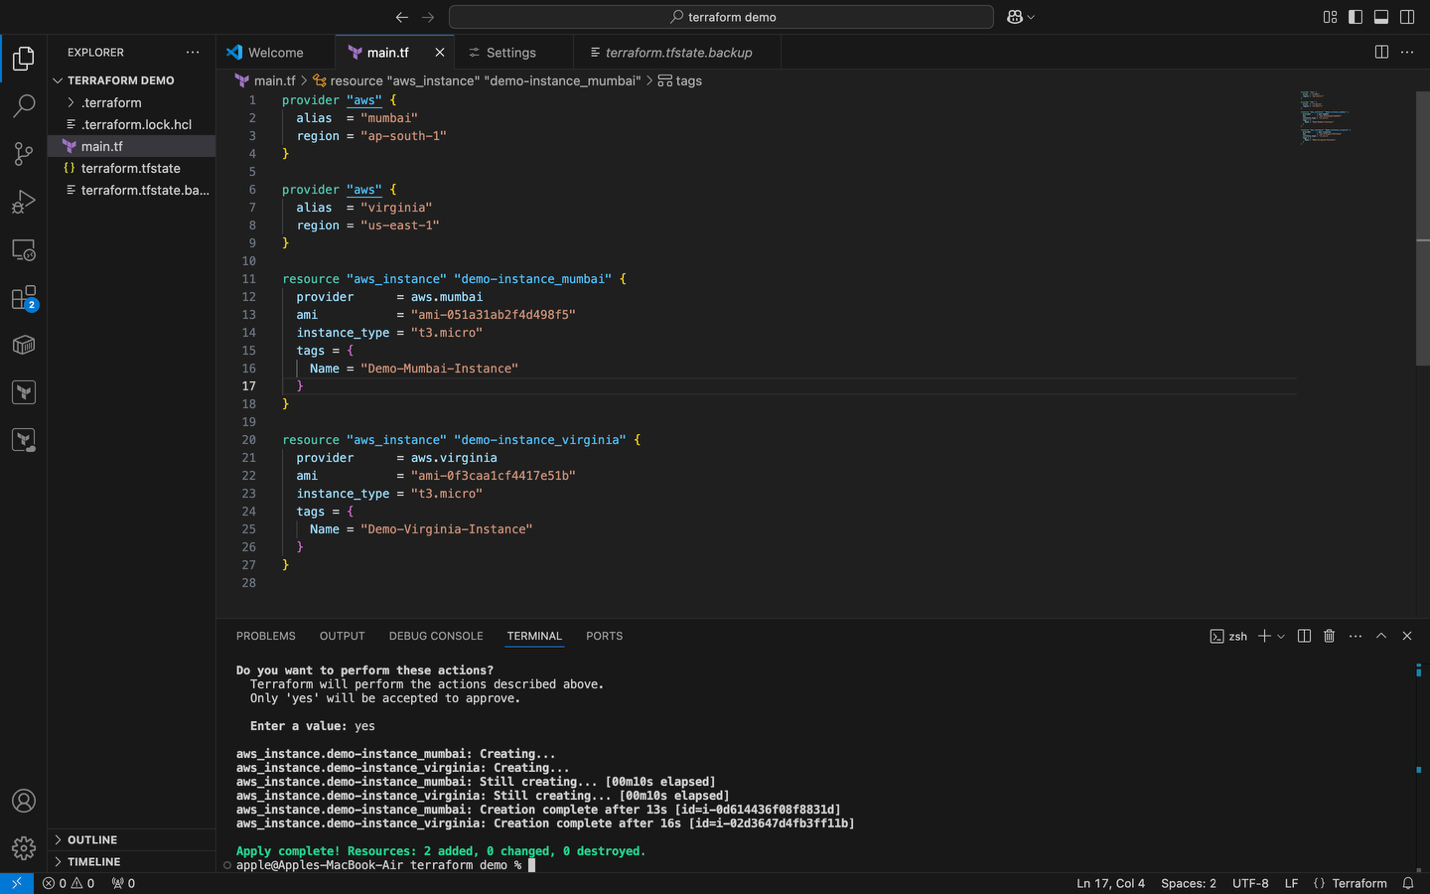 terraform demo
EXPLORER
Welcome
main.tf
Settings
terraform.tfstate.backup
TERRAFORM DEMO
.terraform
.terraform.lock.hcl
main.tf
terraform.tfstate
terraform.tfstate.ba...
2
main.tf > resource "aws_instance" "demo-instance_mumbai" > tags
1 provider "aws" {
2 alias = "mumbai"
3 region = "ap-south-1"
4 }
5
6 provider "aws" {
7 alias = "virginia"
8 region = "us-east-1"
9 }
10
11 resource "aws_instance" "demo-instance_mumbai" {
12 provider = aws.mumbai
13 ami = "ami-051a31ab2f4d498f5"
14 instance_type = "t3.micro"
15 tags = {
16 Name = "Demo-Mumbai-Instance"
17 }
18 }
19
20 resource "aws_instance" "demo-instance_virginia" {
21 provider = aws.virginia
22 ami = "ami-0f3caa1cf4417e51b"
23 instance_type = "t3.micro"
24 tags = {
25 Name = "Demo-Virginia-Instance"
26 }
27 }
28
PROBLEMS OUTPUT DEBUG CONSOLE TERMINAL PORTS
zsh
Do you want to perform these actions?
Terraform will perform the actions described above.
Only 'yes' will be accepted to approve.
Enter a value: yes
aws_instance.demo-instance_mumbai: Creating...
aws_instance.demo-instance_virginia: Creating...
aws_instance.demo-instance_mumbai: Still creating... [00m10s elapsed]
aws_instance.demo-instance_virginia: Still creating... [00m10s elapsed]
aws_instance.demo-instance_mumbai: Creation complete after 13s [id=i-0d614436f08f8831d]
aws_instance.demo-instance_virginia: Creation complete after 16s [id=i-02d3647d4fb3ff11b]
Apply complete! Resources: 2 added, 0 changed, 0 destroyed.
apple@Apples-MacBook-Air terraform demo %
OUTLINE
TIMELINE
0 0 0
Ln 17, Col 4 Spaces: 2 UTF-8 LF {} Terraform